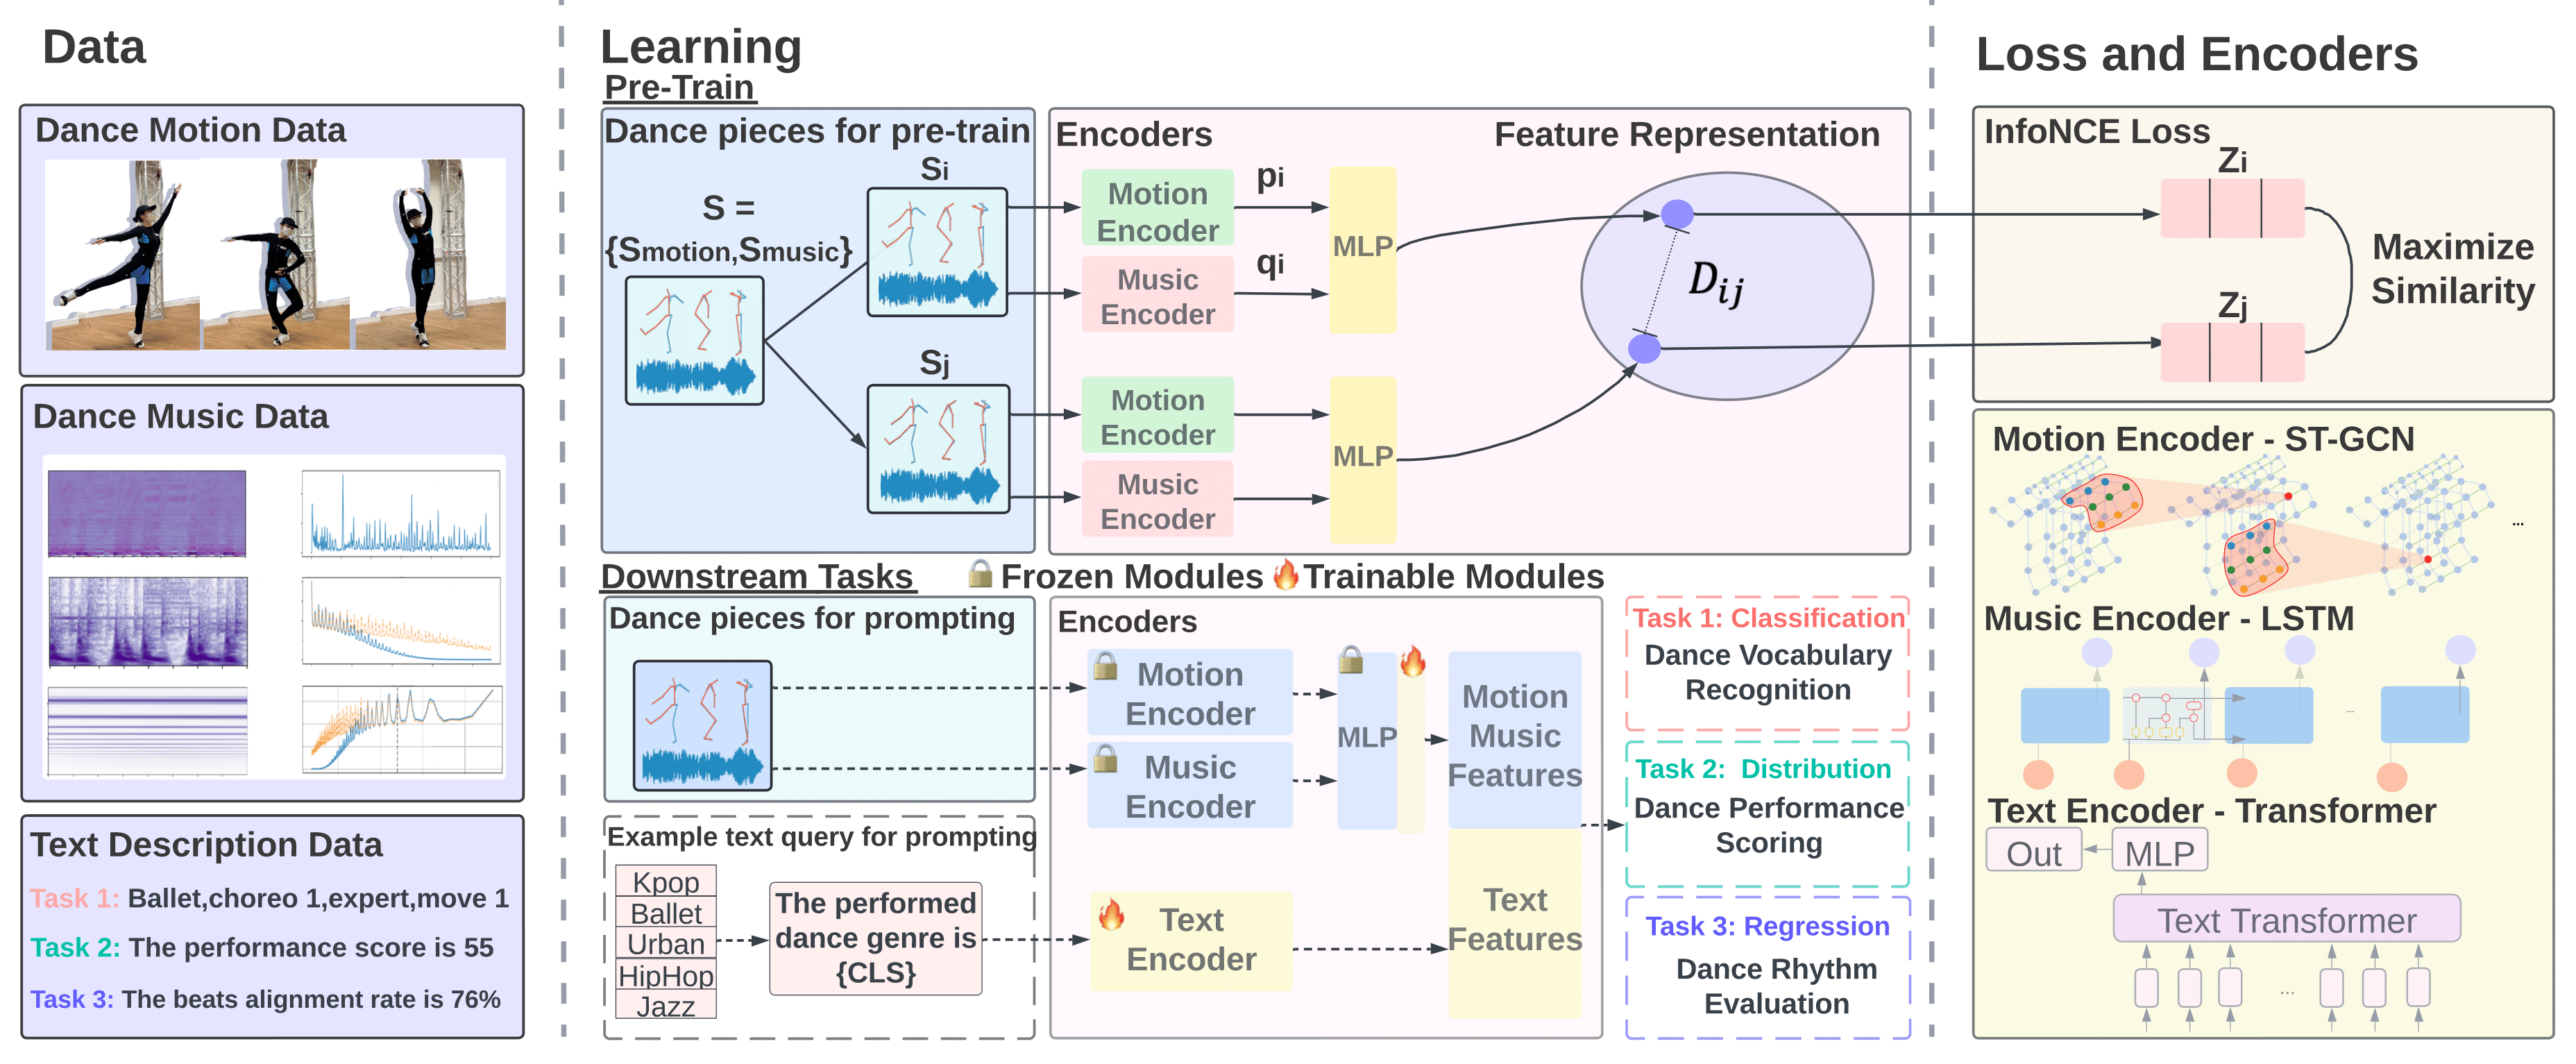 Data
Dance Motion Data
Dance Music Data
Text Description Data
Task 1: Ballet,choreo 1,expert,move 1
Task 2: The performance score is 55
Task 3: The beats alignment rate is 76%
Learning
Pre-Train
Dance pieces for pre-train
S =
{Smotion,Smusic}
Si
Sj
Encoders
Feature Representation
Motion
Encoder
Music
Encoder
pi
qi
MLP
Motion
Encoder
Music
Encoder
MLP
Dij
Downstream Tasks
Frozen Modules
Trainable Modules
Dance pieces for prompting
Example text query for prompting
Kpop
Ballet
Urban
HipHop
Jazz
The performed
dance genre is
{CLS}
Encoders
Motion
Encoder
Music
Encoder
MLP
Motion
Music
Features
Text
Encoder
Text
Features
Task 1: Classification
Dance Vocabulary
Recognition
Task 2: Distribution
Dance Performance
Scoring
Task 3: Regression
Dance Rhythm
Evaluation
Loss and Encoders
InfoNCE Loss
Zi
Zj
Maximize
Similarity
Motion Encoder - ST-GCN
...
Music Encoder - LSTM
...
Text Encoder - Transformer
Out
MLP
Text Transformer
...